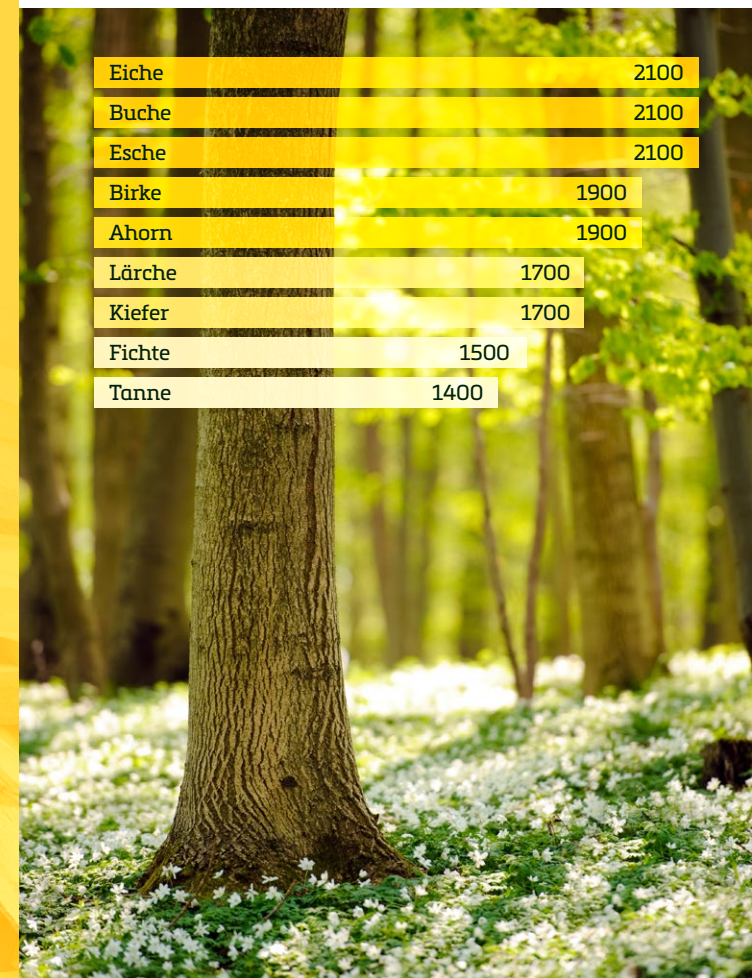 Eiche 2100
Buche 2100
Esche 2100
Birke 1900
Ahorn 1900
Lärche 1700
Kiefer 1700
Fichte 1500
Tanne 1400